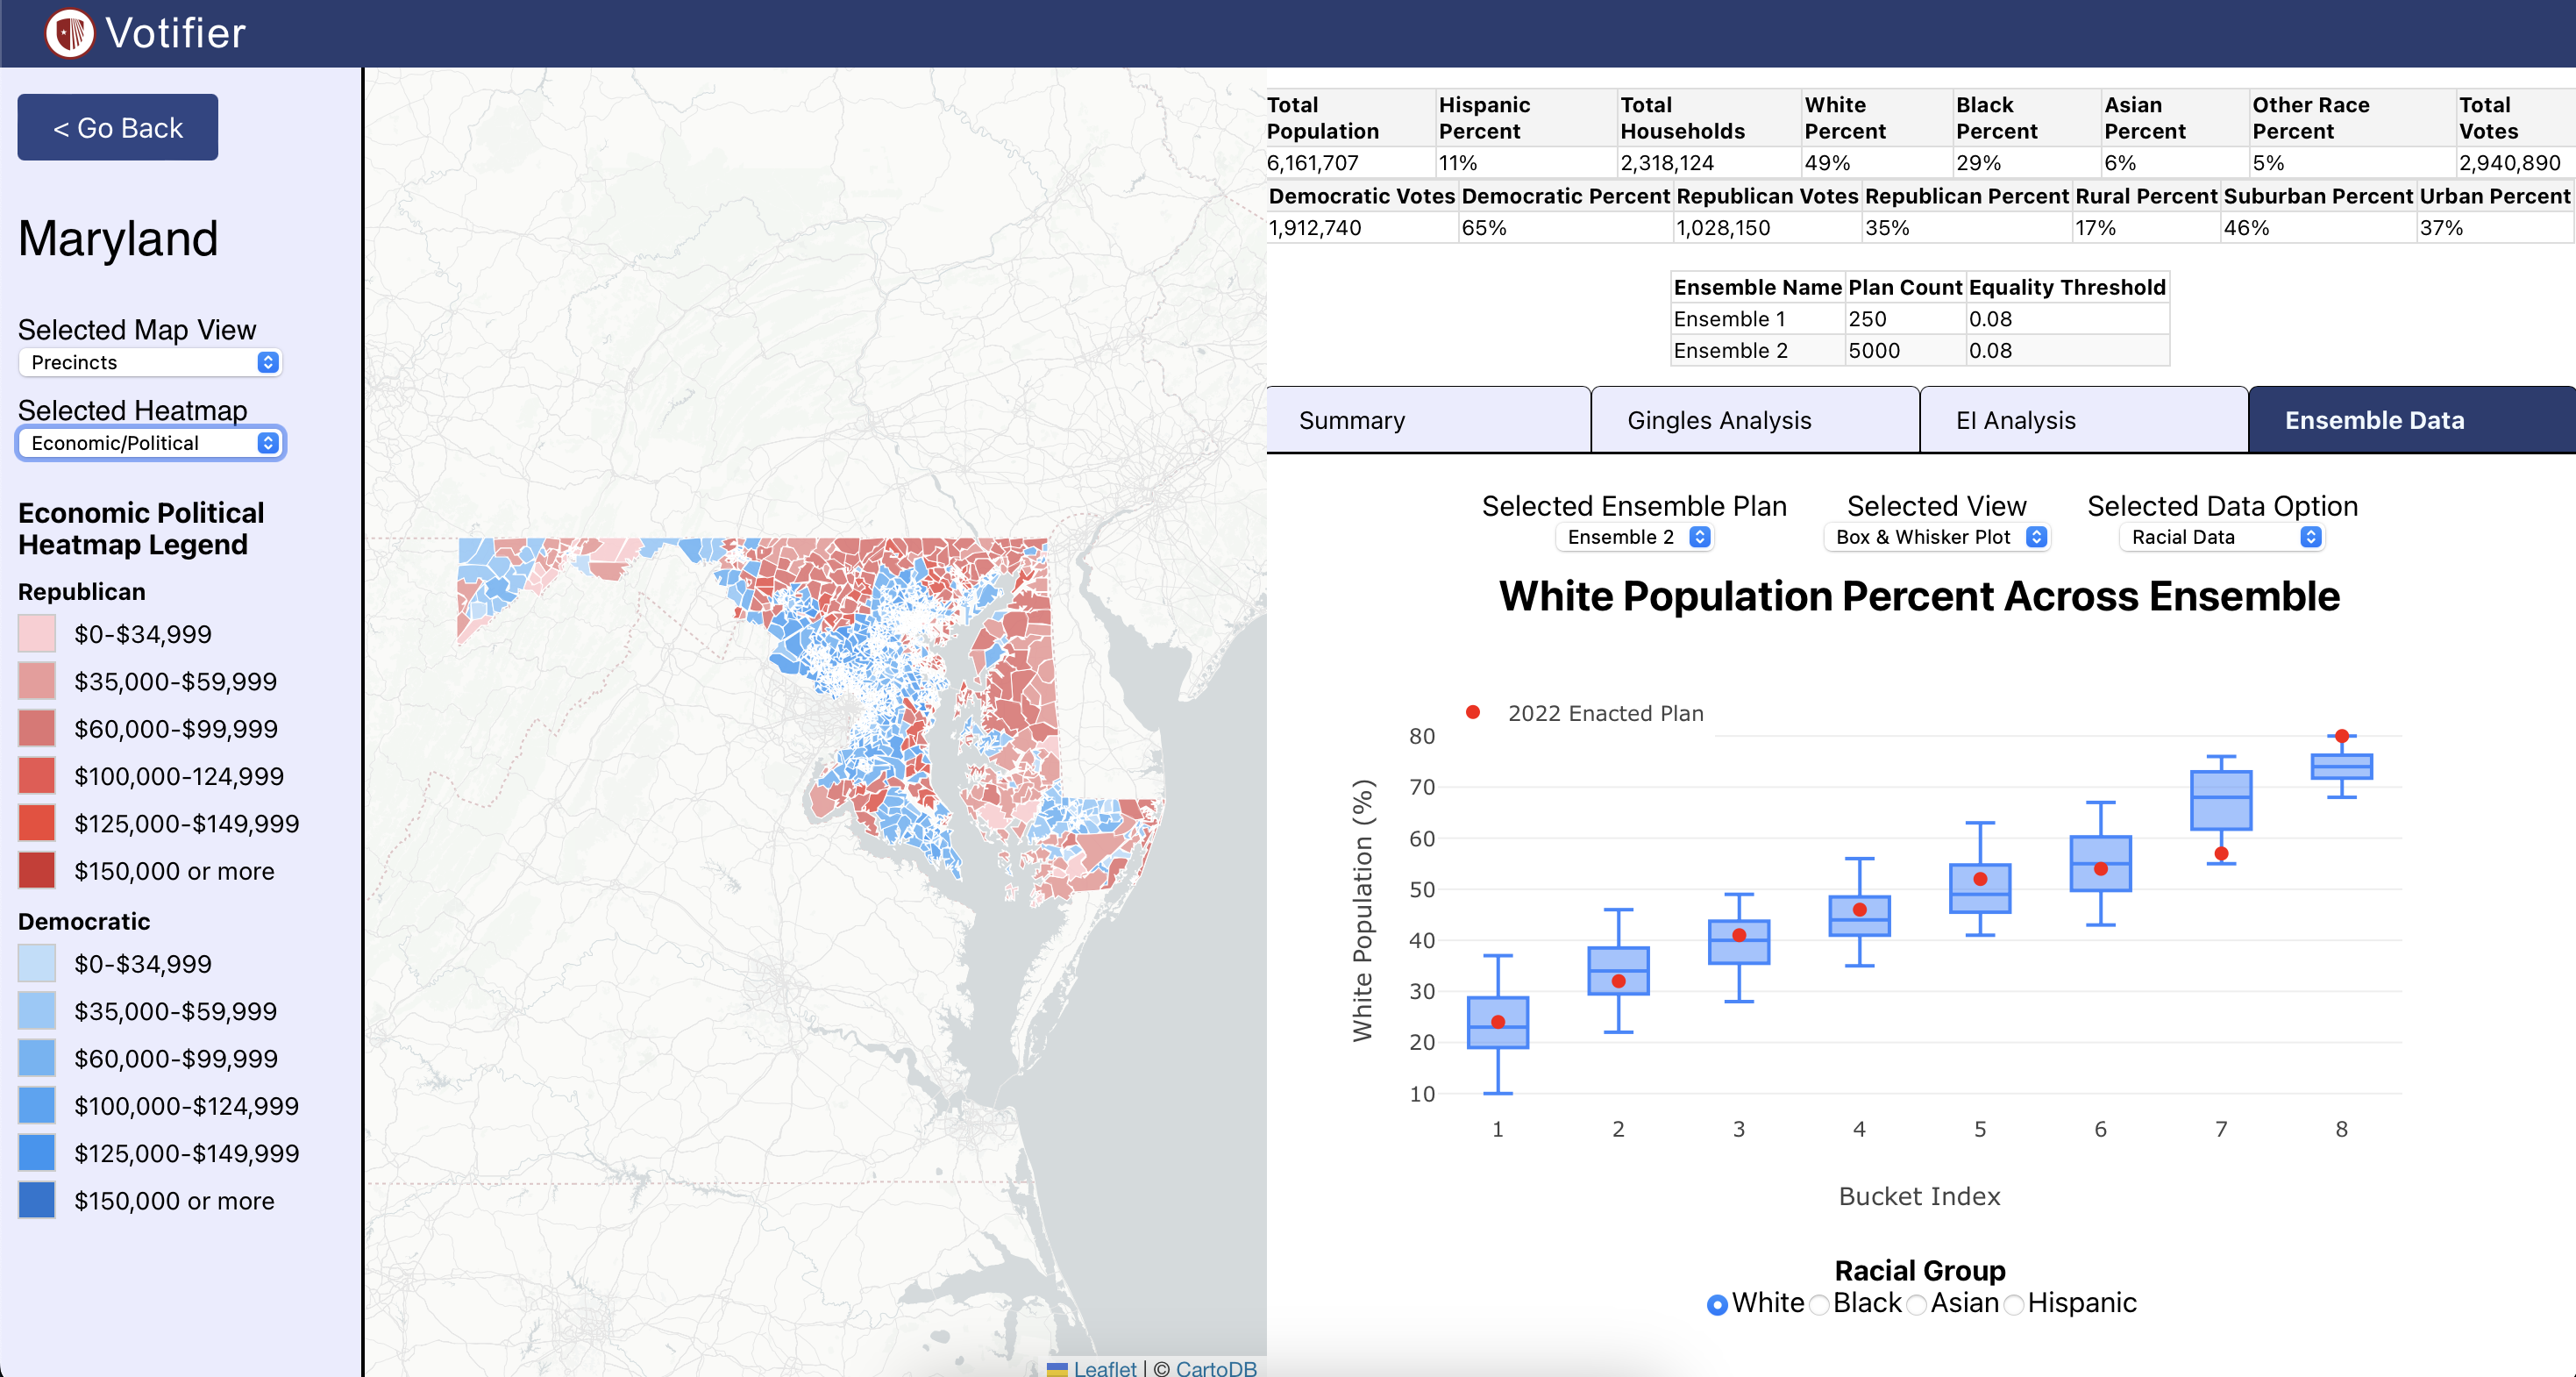 Votifier
< Go Back
Maryland
Selected Map View
Precincts
Selected Heatmap
Economic/Political
Economic Political
Heatmap Legend
Republican
$0-$34,999
$35,000-$59,999
$60,000-$99,999
$100,000-124,999
$125,000-$149,999
$150,000 or more
Democratic
$0-$34,999
$35,000-$59,999
$60,000-$99,999
$100,000-$124,999
$125,000-$149,999
$150,000 or more
Leaflet | © CartoDB
Total Population Hispanic Percent Total Households White Percent Black Percent Asian Percent Other Race Percent Total Votes
6,161,707 11% 2,318,124 49% 29% 6% 5% 2,940,890
Democratic Votes Democratic Percent Republican Votes Republican Percent Rural Percent Suburban Percent Urban Percent
1,912,740 65% 1,028,150 35% 17% 46% 37%
Ensemble Name Plan Count Equality Threshold
Ensemble 1 250 0.08
Ensemble 2 5000 0.08
Summary Gingles Analysis EI Analysis Ensemble Data
Selected Ensemble Plan Selected View Selected Data Option
Ensemble 2 Box & Whisker Plot Racial Data
White Population Percent Across Ensemble
2022 Enacted Plan
80
70
60
50
40
30
20
10
White Population (%)
1 2 3 4 5 6 7 8
Bucket Index
Racial Group
White Black Asian Hispanic